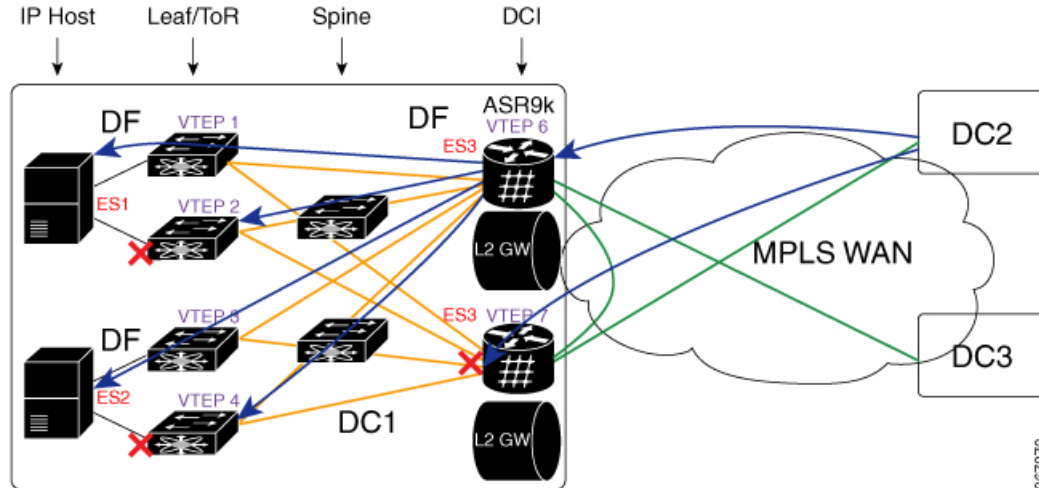 IP Host
Leaf/ToR
Spine
DCI
DF
VTEP 1
DF
ASR9k
VTEP 6
ES3
DC2
ES1
VTEP 2
L2 GW
MPLS WAN
VTEP 3
ES3
VTEP 7
DF
DC3
ES2
VTEP 4
DC1
L2 GW